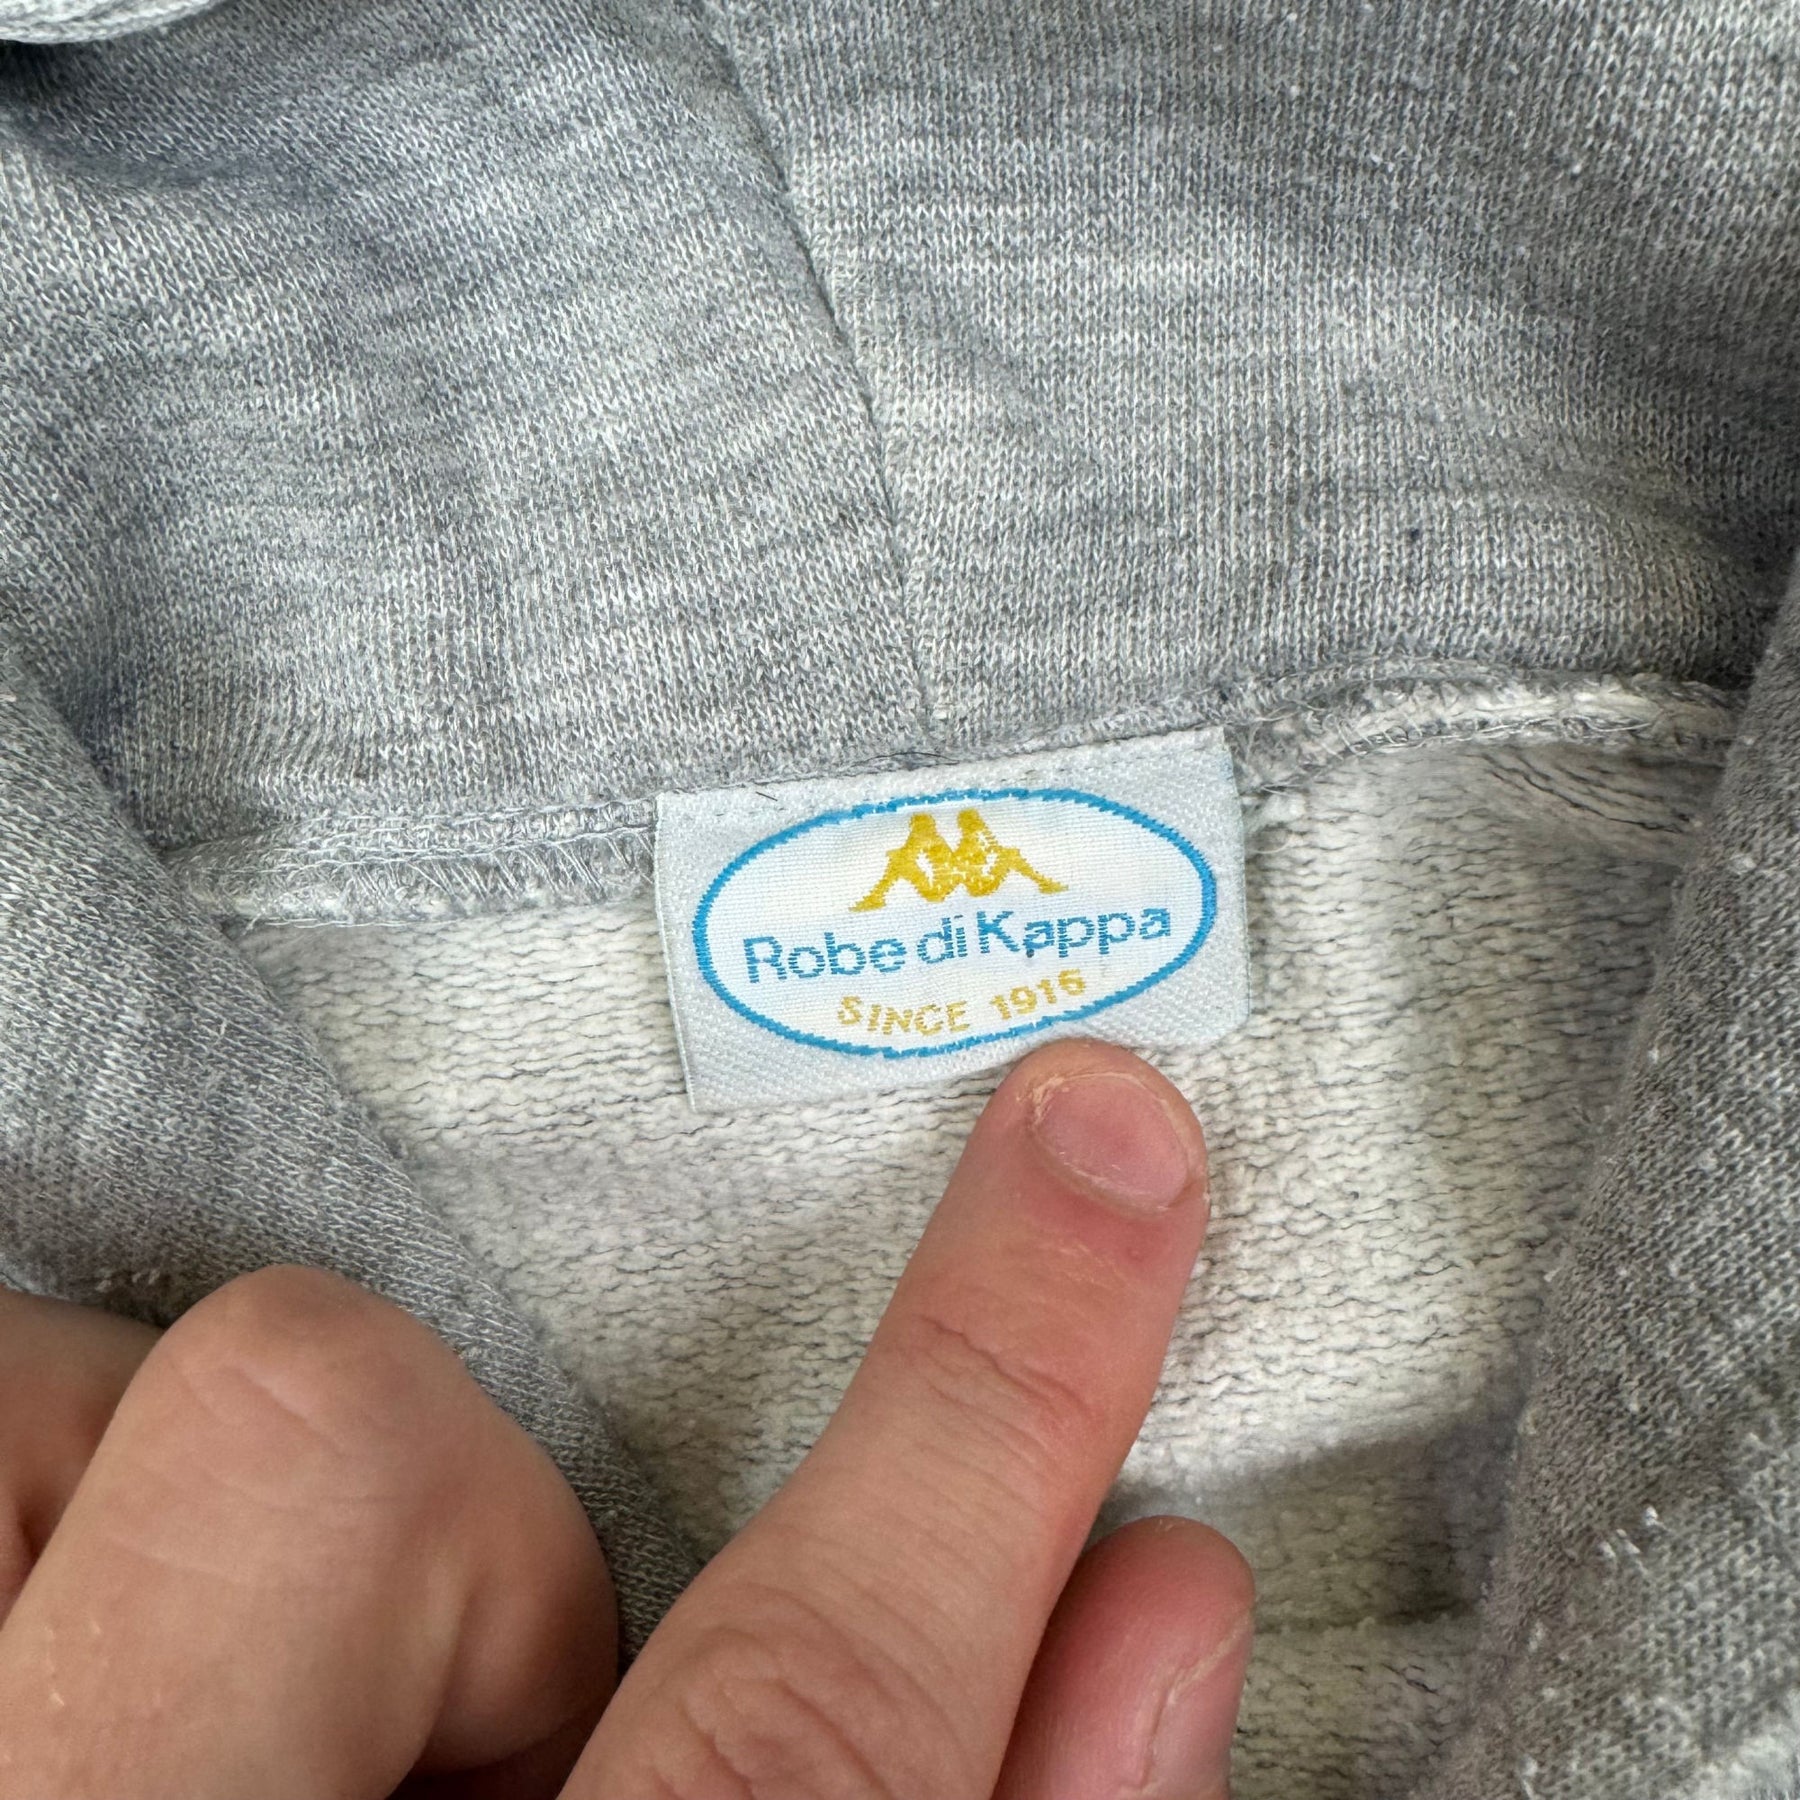 Robe di Kappa
SINCE 1916